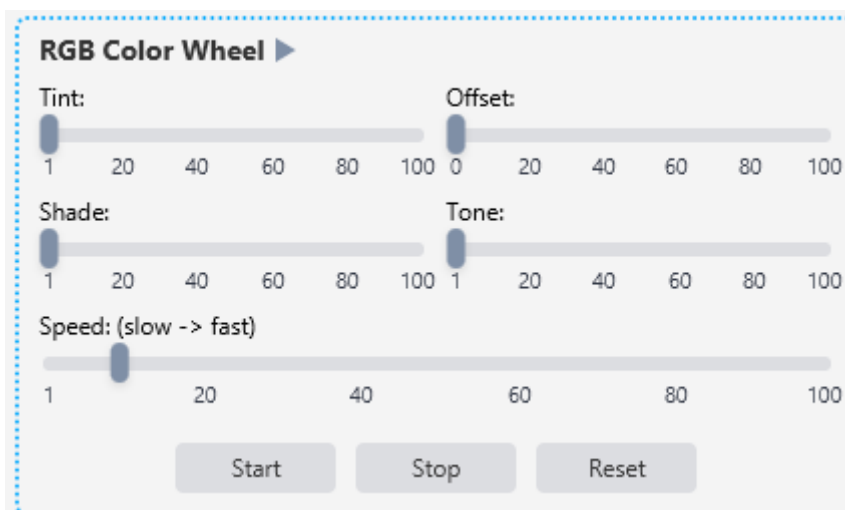 RGB Color Wheel
Tint: Offset:
1 20 40 60 80 100 0 20 40 60 80 100
Shade: Tone:
1 20 40 60 80 100 1 20 40 60 80 100
Speed: (slow -> fast)
1 20 40 60 80 100
Start Stop Reset